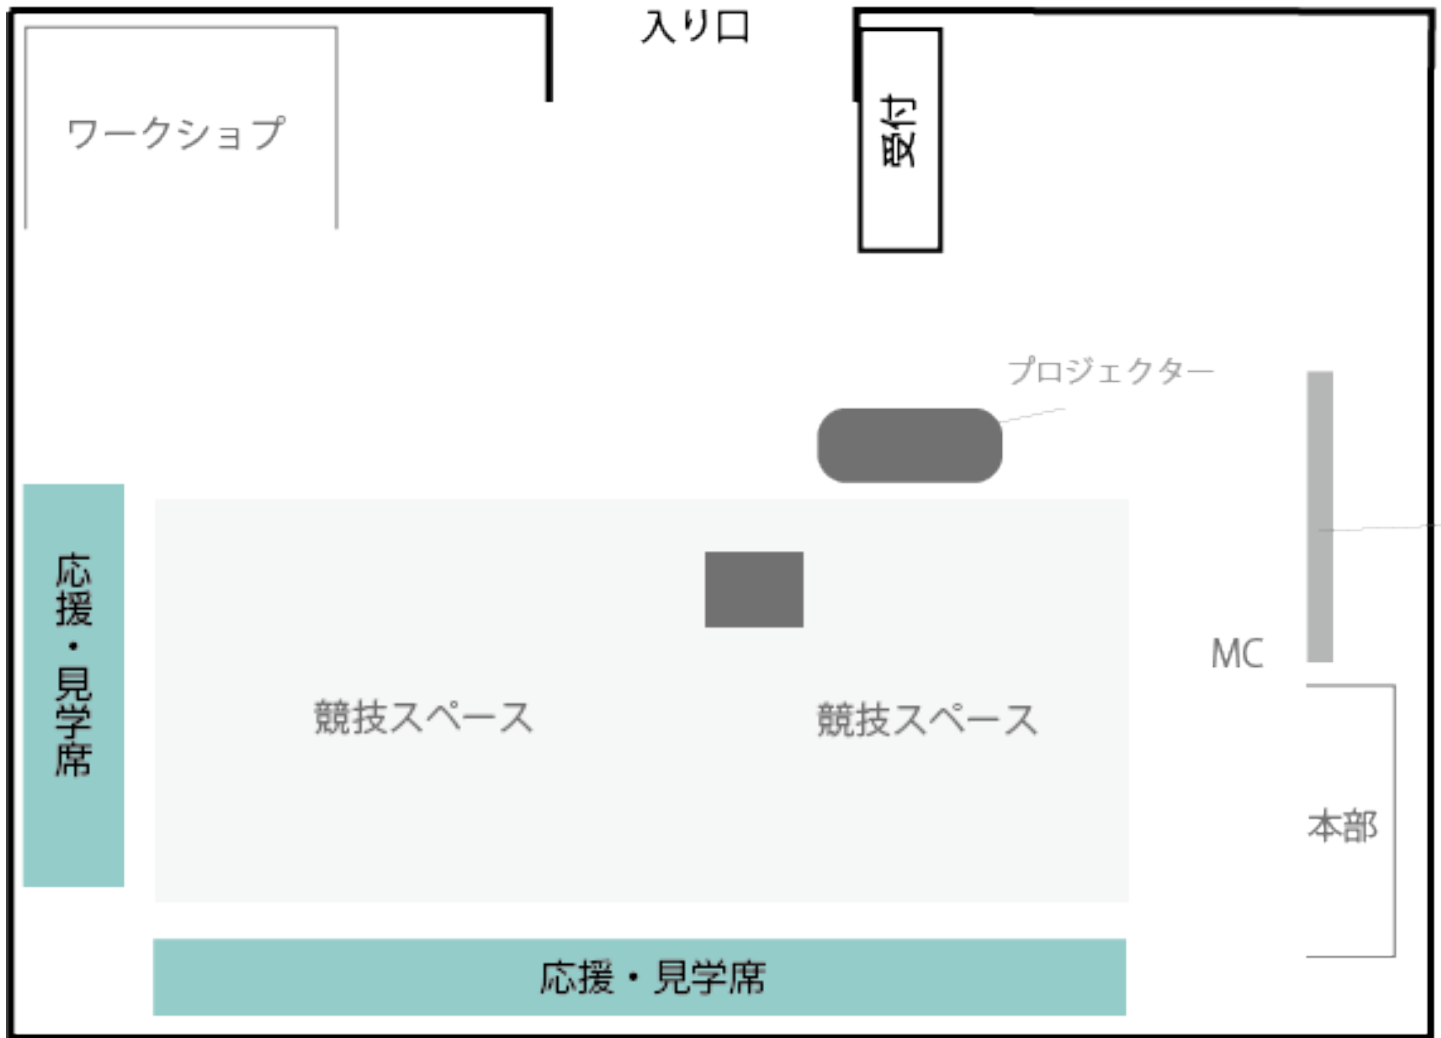 入り口
ワークショプ
受付
プロジェクター
応援・見学席
MC
競技スペース
競技スペース
本部
応援・見学席